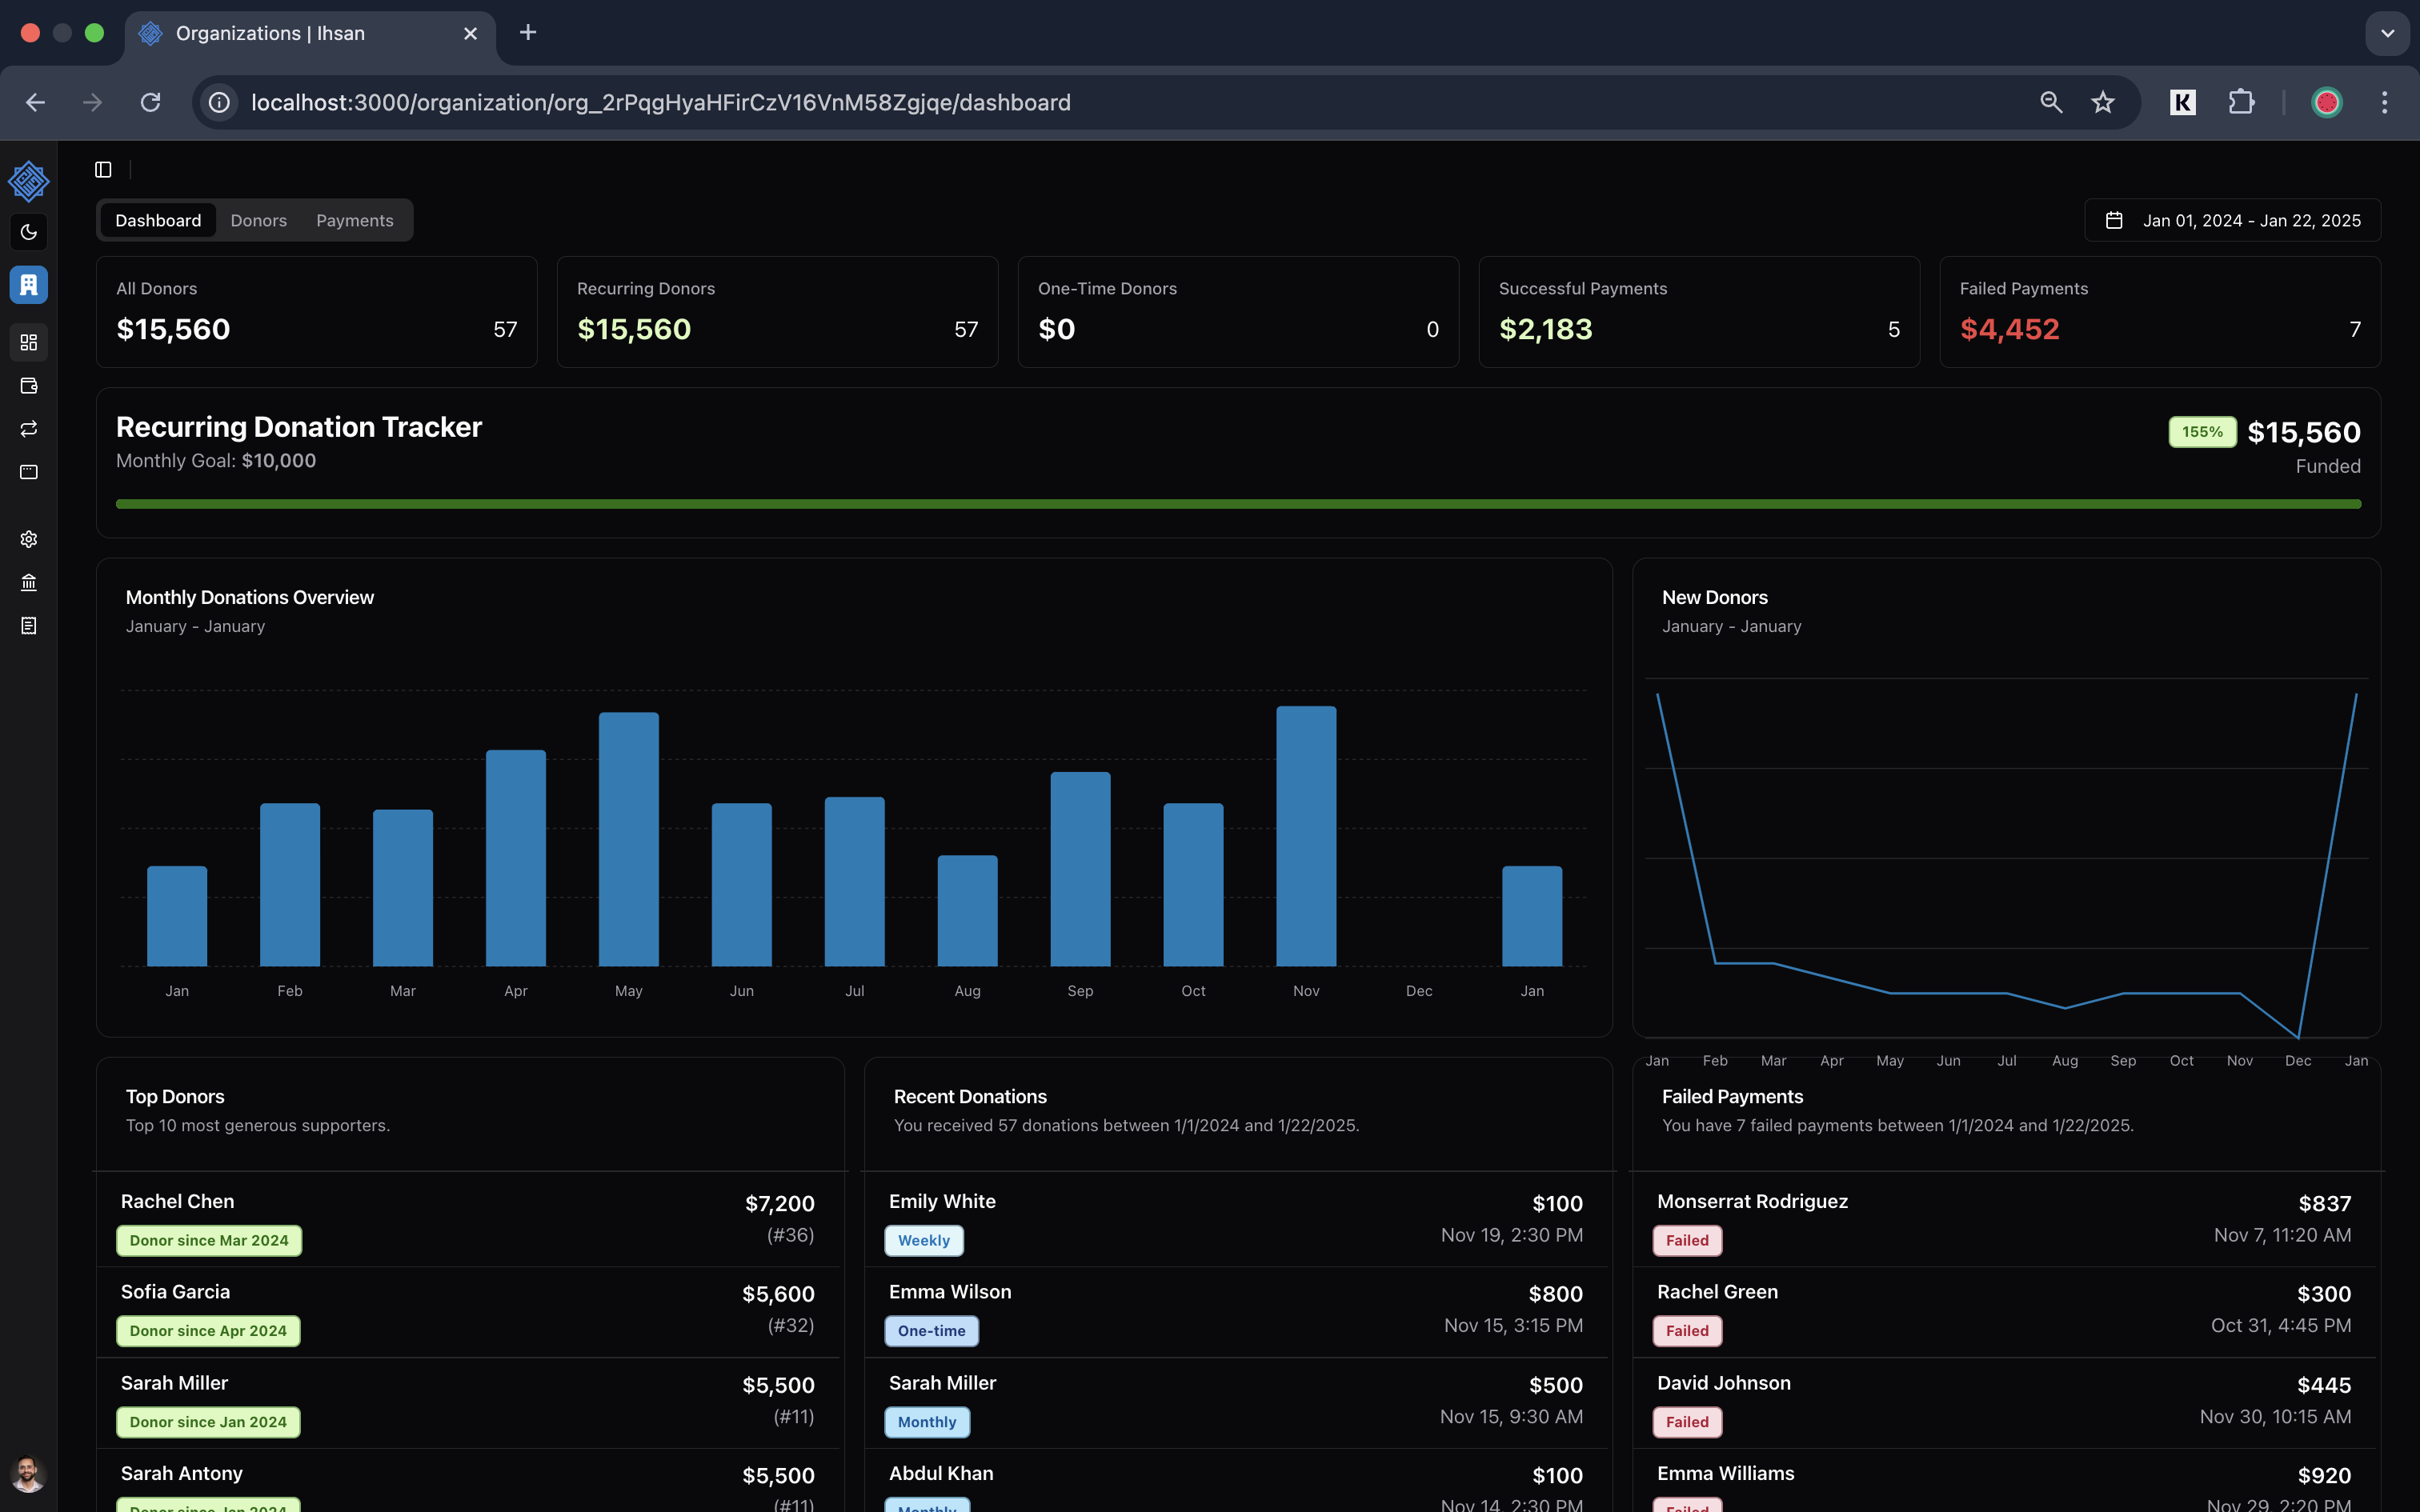 Organizations | Ihsan
localhost:3000/organization/org_2rPqgHyaHFirCzV16VnM58Zgjqe/dashboard
K
Dashboard Donors Payments
Jan 01, 2024 - Jan 22, 2025
All Donors
$15,560 57
Recurring Donors
$15,560 57
One-Time Donors
$0 0
Successful Payments
$2,183 5
Failed Payments
$4,452 7
Recurring Donation Tracker
Monthly Goal: $10,000
155% $15,560
Funded
Monthly Donations Overview
January - January
Jan Feb Mar Apr May Jun Jul Aug Sep Oct Nov Dec Jan
New Donors
January - January
Jan Feb Mar Apr May Jun Jul Aug Sep Oct Nov Dec Jan
Top Donors
Top 10 most generous supporters.
Rachel Chen $7,200
Donor since Mar 2024 (#36)
Sofia Garcia $5,600
Donor since Apr 2024 (#32)
Sarah Miller $5,500
Donor since Jan 2024 (#11)
Sarah Antony $5,500
Donor since Jan 2024 (#11)
Recent Donations
You received 57 donations between 1/1/2024 and 1/22/2025.
Emily White $100
Weekly Nov 19, 2:30 PM
Emma Wilson $800
One-time Nov 15, 3:15 PM
Sarah Miller $500
Monthly Nov 15, 9:30 AM
Abdul Khan $100
Monthly Nov 14, 2:30 PM
Failed Payments
You have 7 failed payments between 1/1/2024 and 1/22/2025.
Monserrat Rodriguez $837
Failed Nov 7, 11:20 AM
Rachel Green $300
Failed Oct 31, 4:45 PM
David Johnson $445
Failed Nov 30, 10:15 AM
Emma Williams $920
Failed Nov 29, 2:20 PM